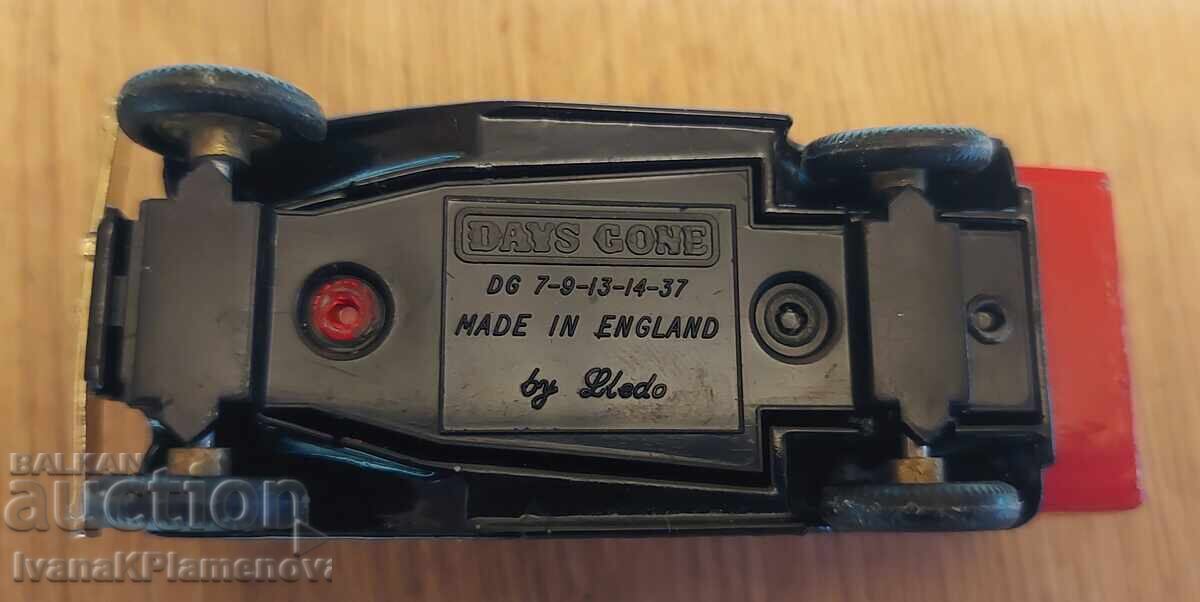 DAYS GONE
DG 7-9-13-14-37
MADE IN ENGLAND
by Lledo
BALKAN
auction
IvanaKPlamenova